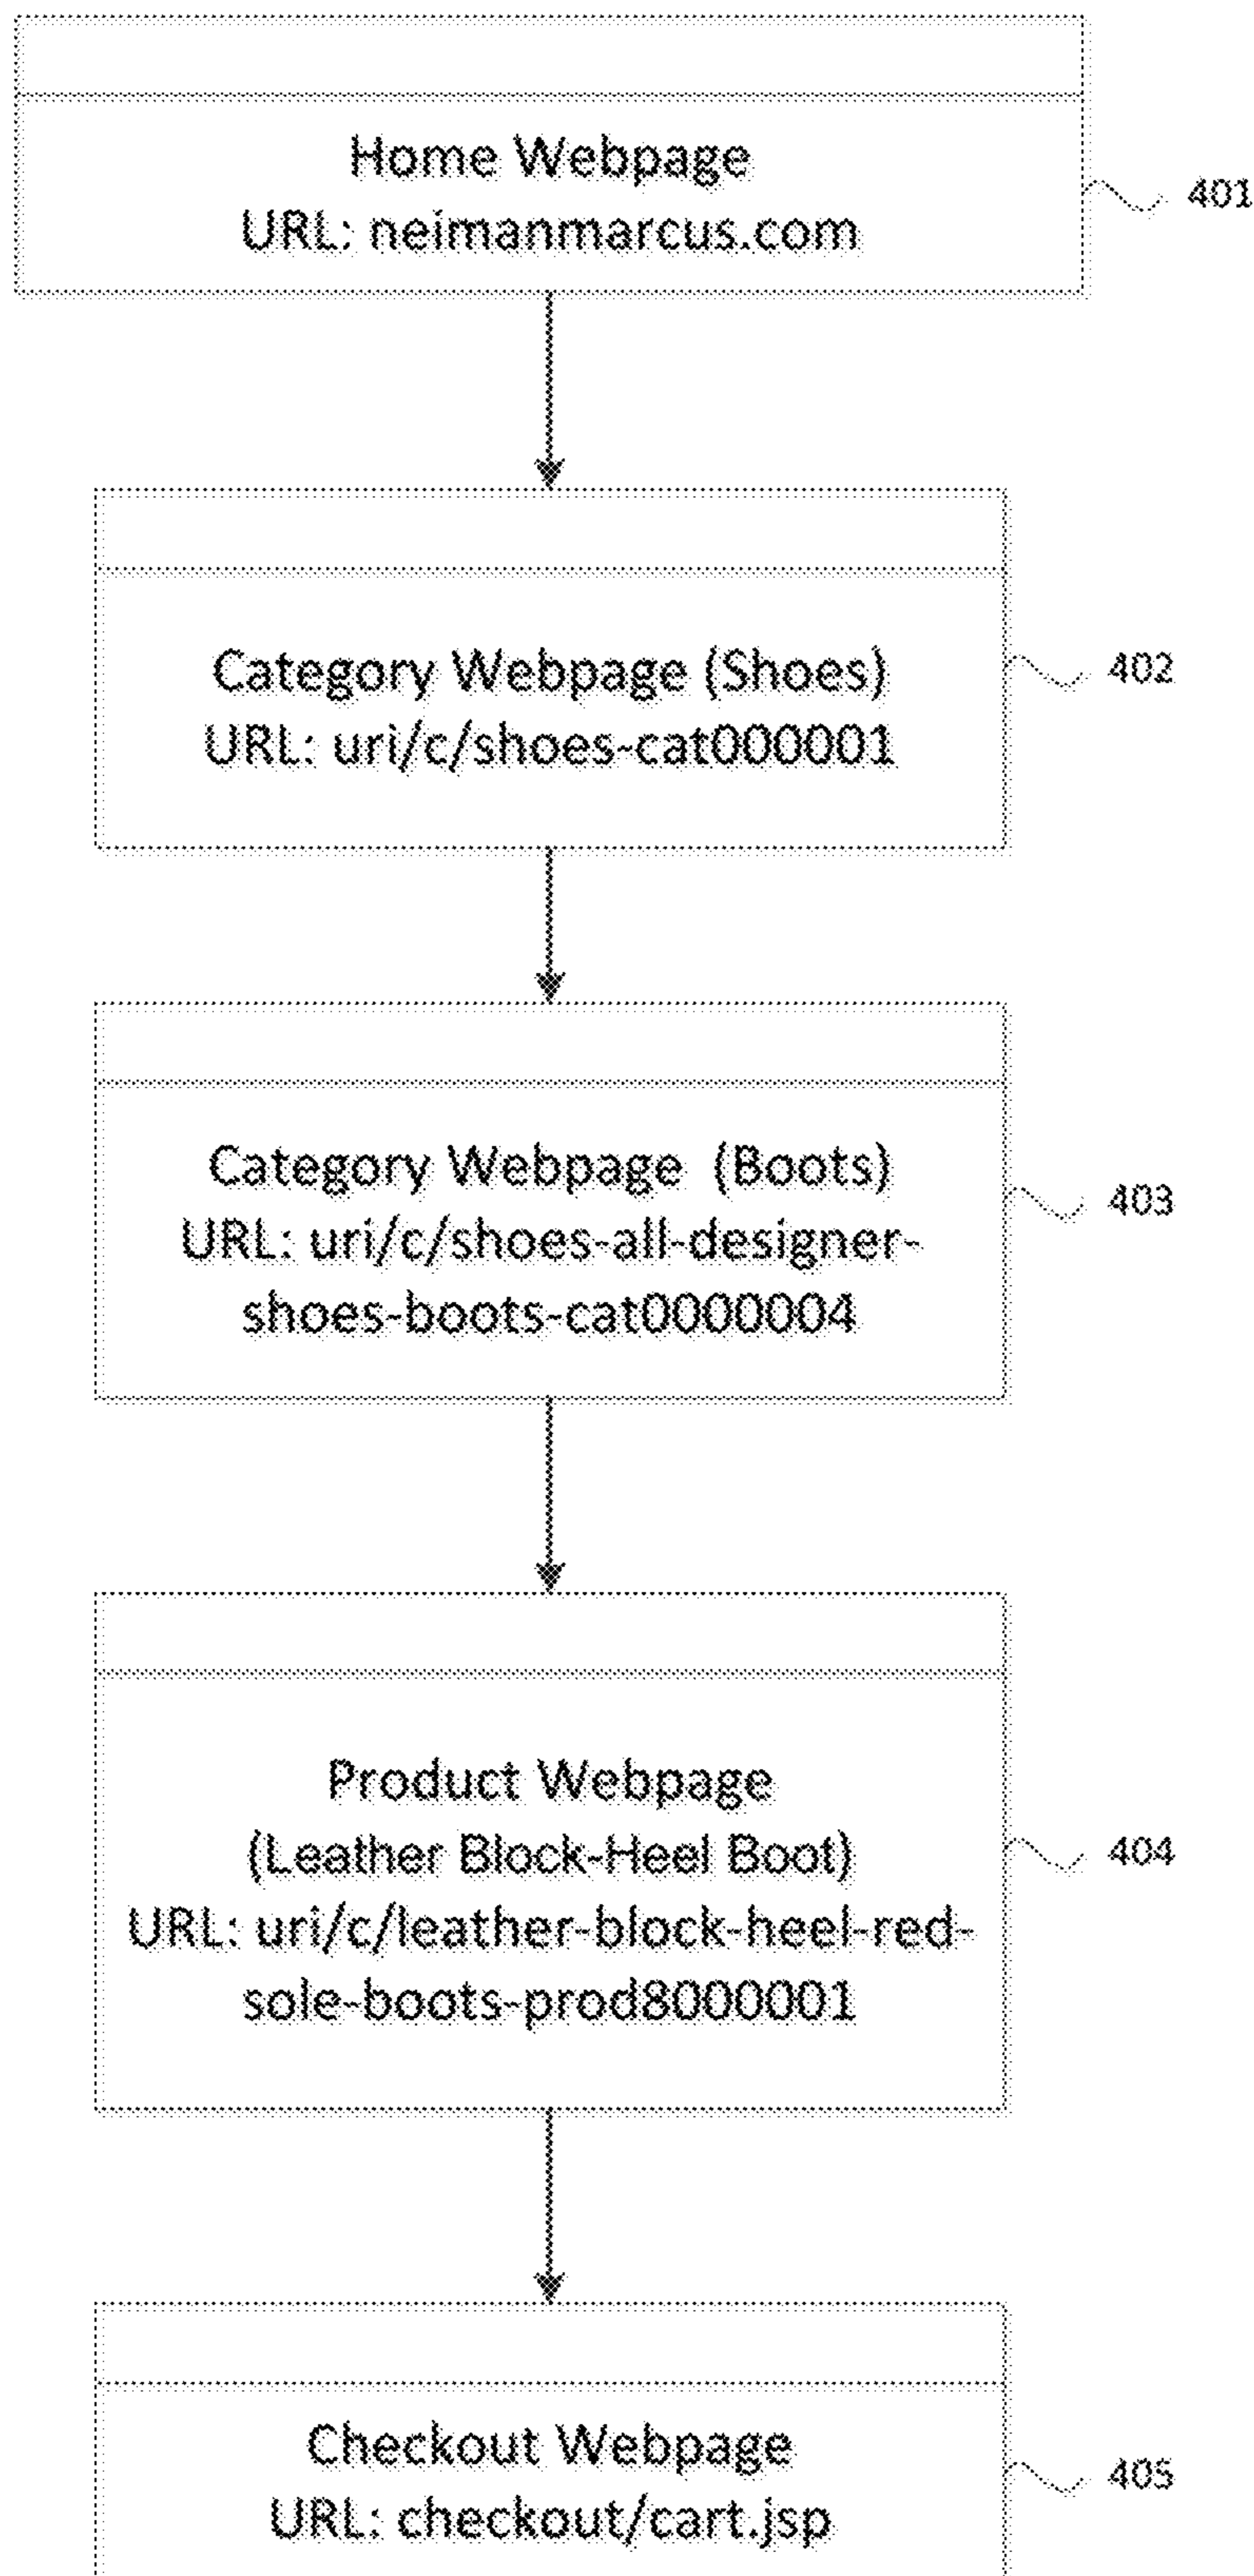 Home Webpage
URL: neimanmarcus.com
401
Category Webpage (Shoes)
URL: uri/c/shoes-cat000001
402
Category Webpage (Boots)
URL: uri/c/shoes-all-designer-
shoes-boots-cat0000004
403
Product Webpage
(Leather Block-Heel Boot)
URL: uri/c/leather-block-heel-red-
sole-boots-prod8000001
404
Checkout Webpage
URL: checkout/cart.jsp
405